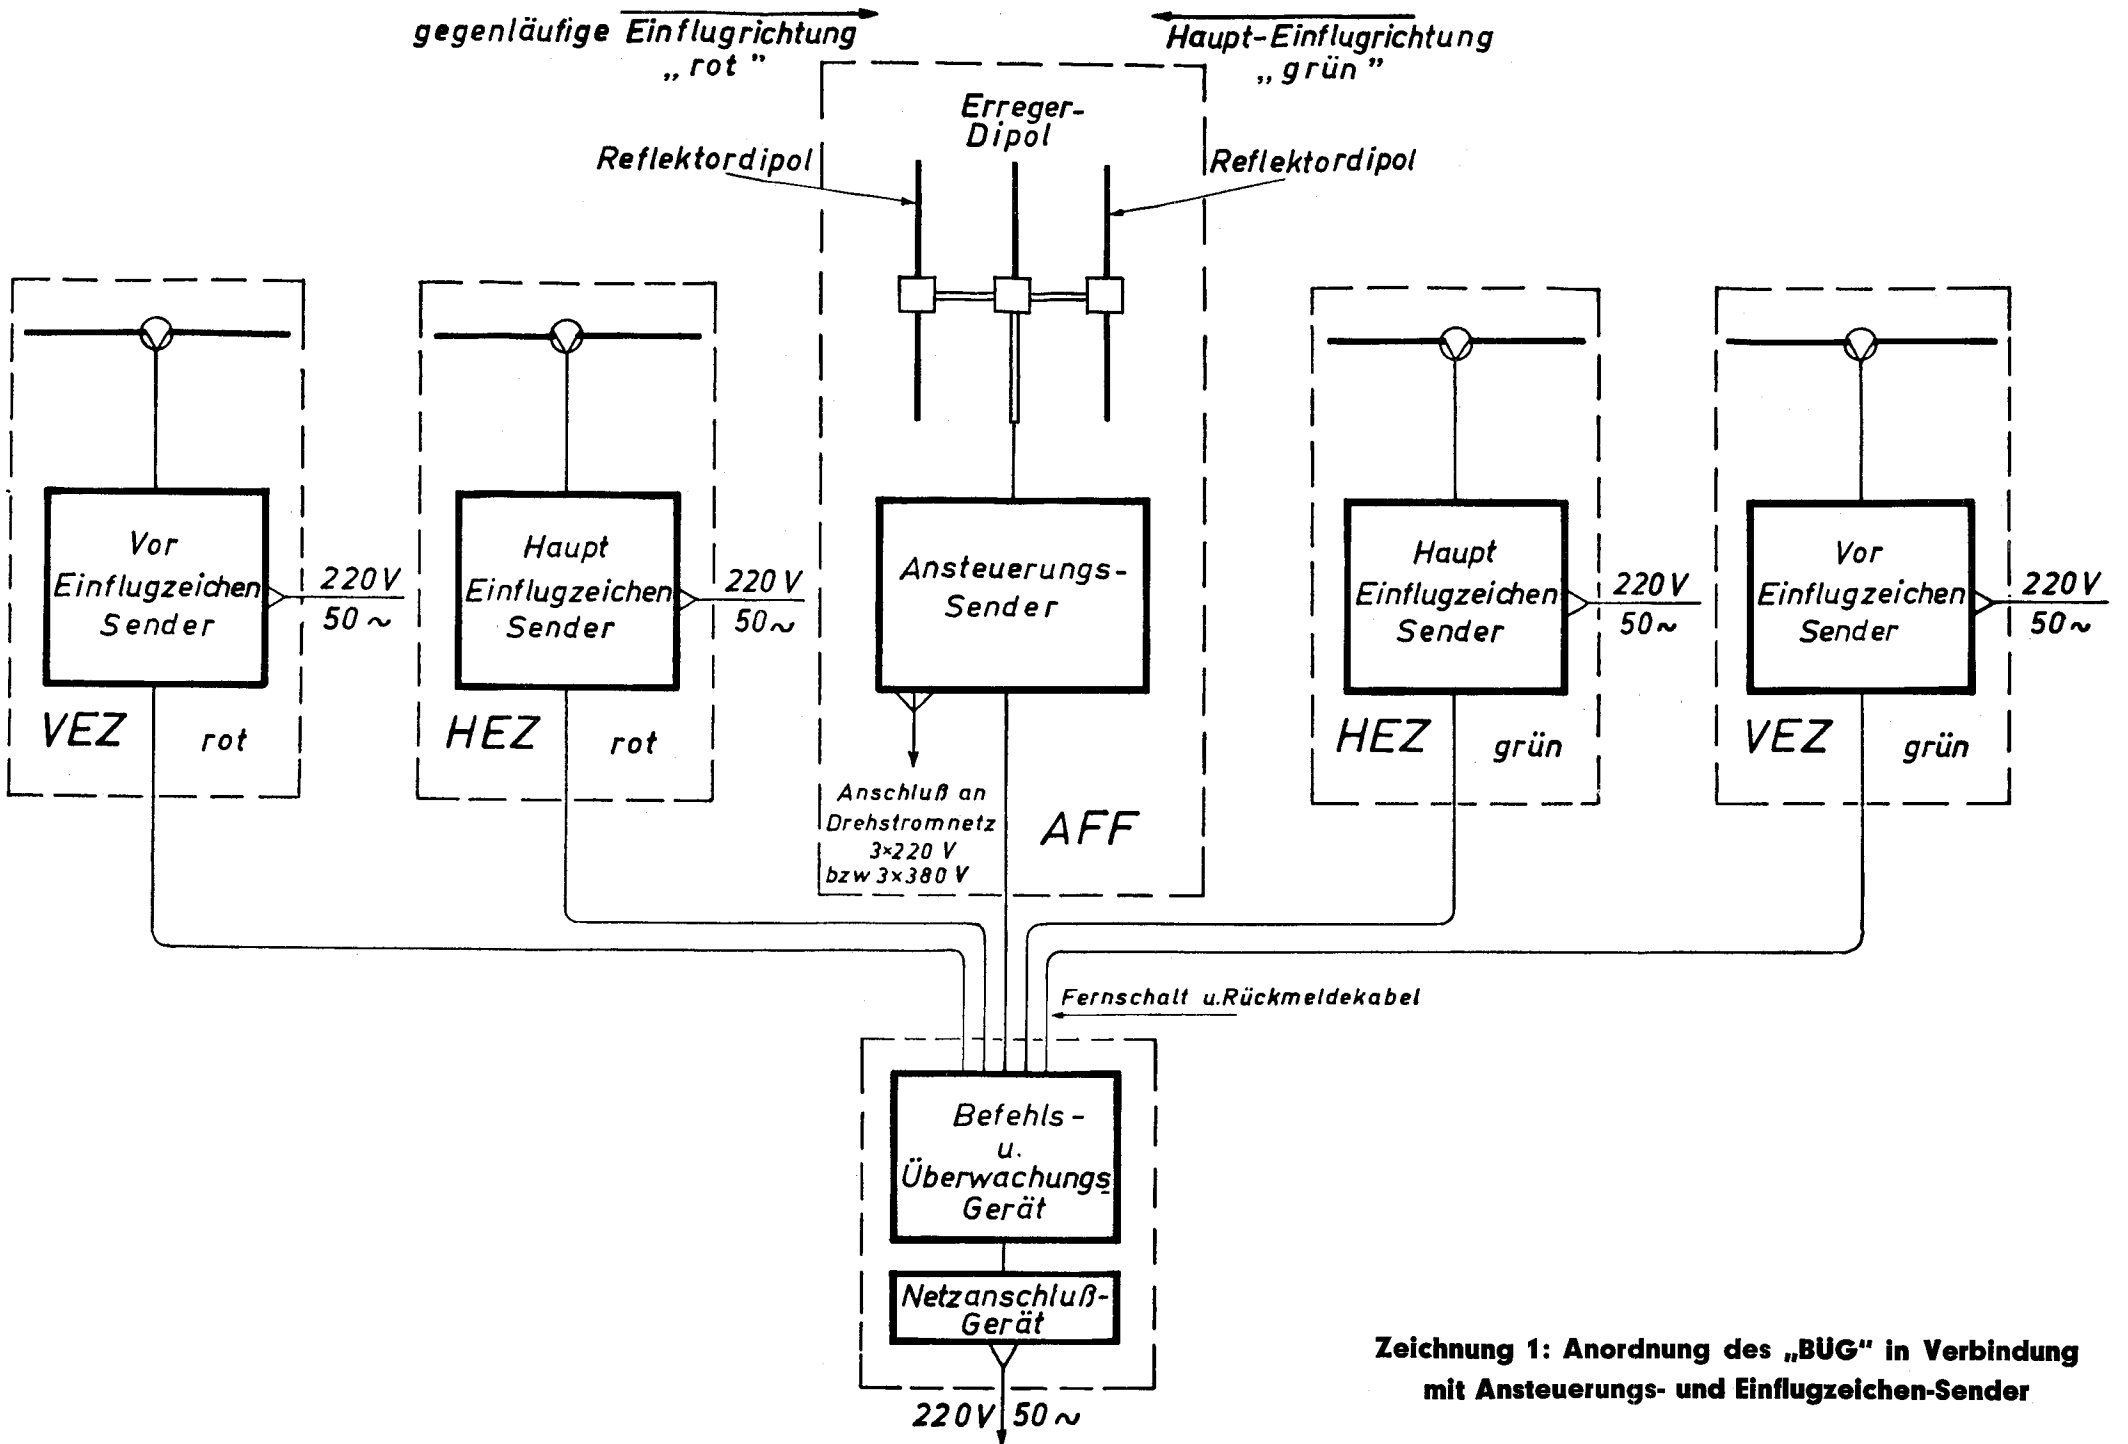 gegenläufige Einflugrichtung
„rot”
Haupt-Einflugrichtung
„grün”
Erreger-
Dipol
Reflektordipol
Reflektordipol
Vor
Einflugzeichen
Sender
220V
50~
VEZ rot
Haupt
Einflugzeichen
Sender
220V
50~
HEZ rot
Ansteuerungs-
Sender
Anschluß an
Drehstromnetz
3×220 V
bzw 3×380 V
AFF
Haupt
Einflugzeichen
Sender
220V
50~
HEZ grün
Vor
Einflugzeichen
Sender
220V
50~
VEZ grün
Fernschalt u.Rückmeldekabel
Befehls-
u.
Überwachungs
Gerät
Netzanschluß-
Gerät
220V 50~
Zeichnung 1: Anordnung des „BÜG“ in Verbindung
mit Ansteuerungs- und Einflugzeichen-Sender